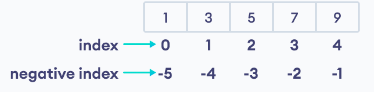 1 3 5 7 9
index 0 1 2 3 4
negative index -5 -4 -3 -2 -1